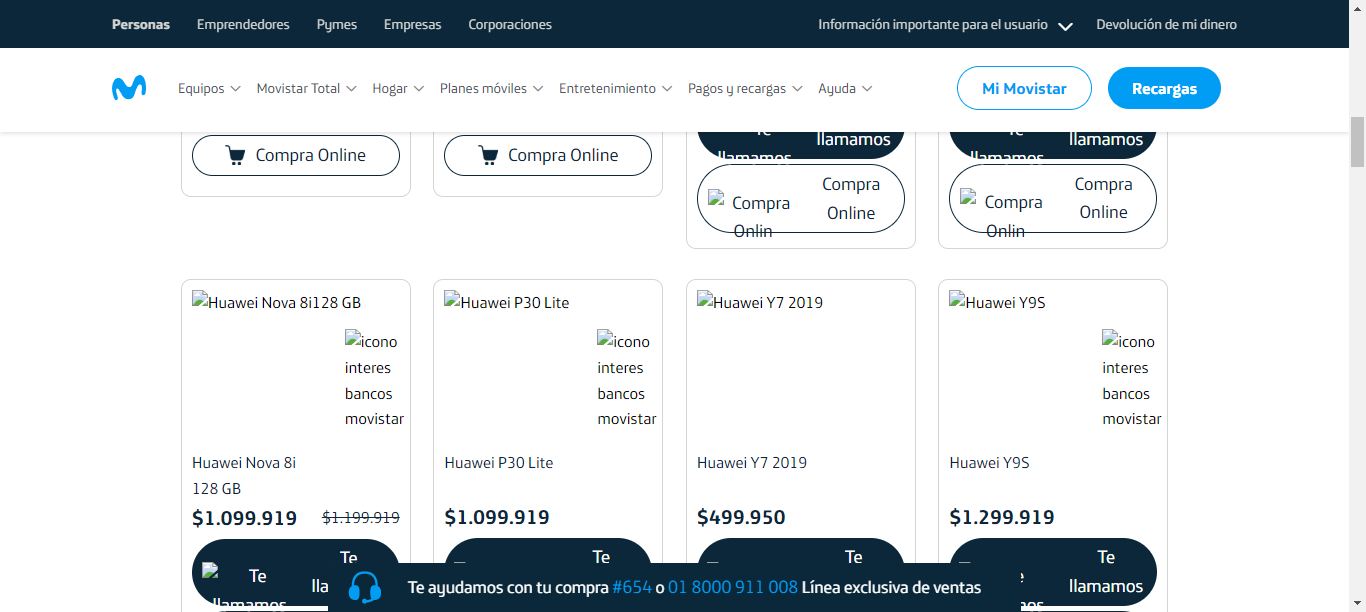 Personas Emprendedores Pymes Empresas Corporaciones Información importante para el usuario Devolución de mi dinero
Equipos Movistar Total Hogar Planes móviles Entretenimiento Pagos y recargas Ayuda Mi Movistar Recargas
Compra Online
Compra Online
Te
llamamos
llamamos
Compra
Onlin
Compra
Online
Te
llamamos
llamamos
Compra
Onlin
Compra
Online
Huawei Nova 8i128 GB
icono
interes
bancos
movistar
Huawei Nova 8i
128 GB
$1.099.919 $1.199.919
Te
llamamos
Te
Huawei P30 Lite
icono
interes
bancos
movistar
Huawei P30 Lite
$1.099.919
Te
Huawei Y7 2019
Huawei Y7 2019
$499.950
Te
Huawei Y9S
icono
interes
bancos
movistar
Huawei Y9S
$1.299.919
Te
llamamos
Te ayudamos con tu compra #654 o 01 8000 911 008 Línea exclusiva de ventas